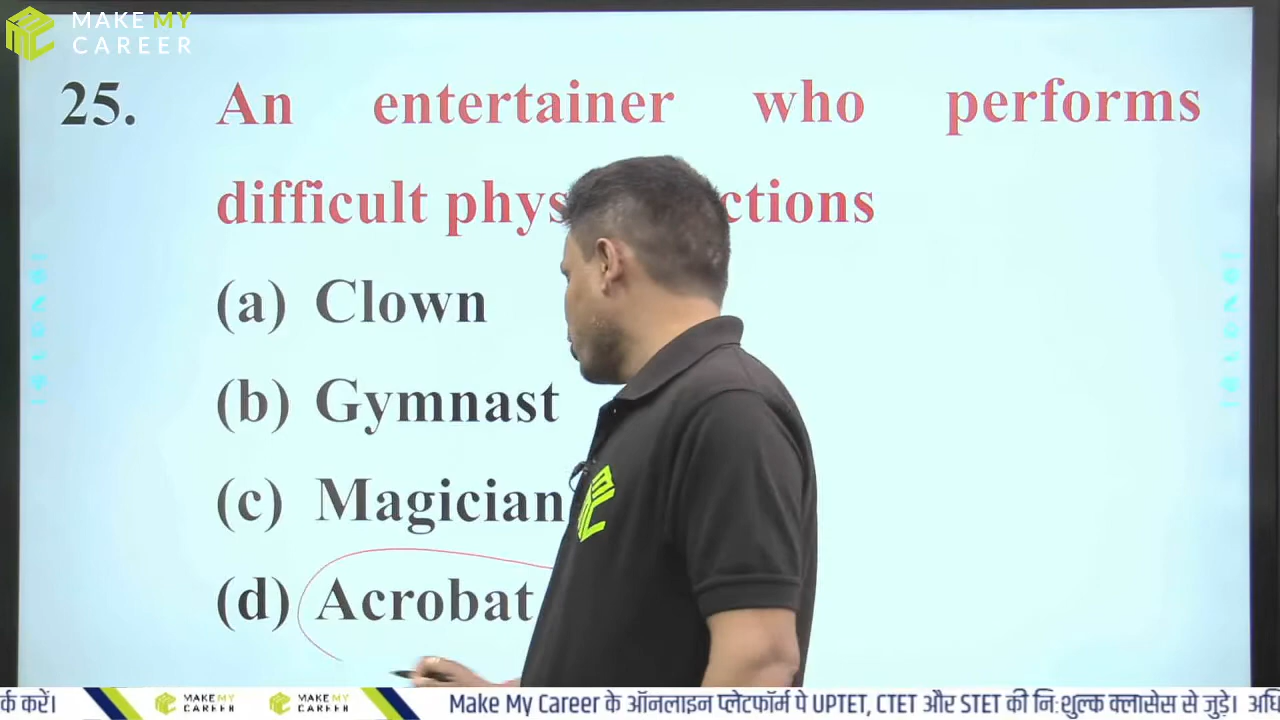 MAKE MY
CAREER
25. An entertainer who performs
difficult phys ctions
(a) Clown
(b) Gymnast
(c) Magician
(d) Acrobat
र्क करें। MAKE MY CAREER MAKE MY CAREER Make My Career के ऑनलाइन प्लेटफॉर्म पे UPTET, CTET और STET की निःशुल्क क्लासेस से जुड़े। अधि